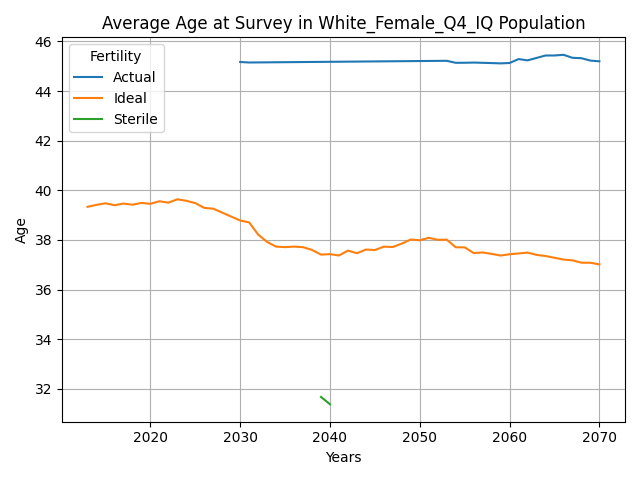 Average Age at Survey in White_Female_Q4_IQ Population
Fertility
Actual
Ideal
Sterile
46
44
42
40
38
36
34
32
Age
2020 2030 2040 2050 2060 2070
Years